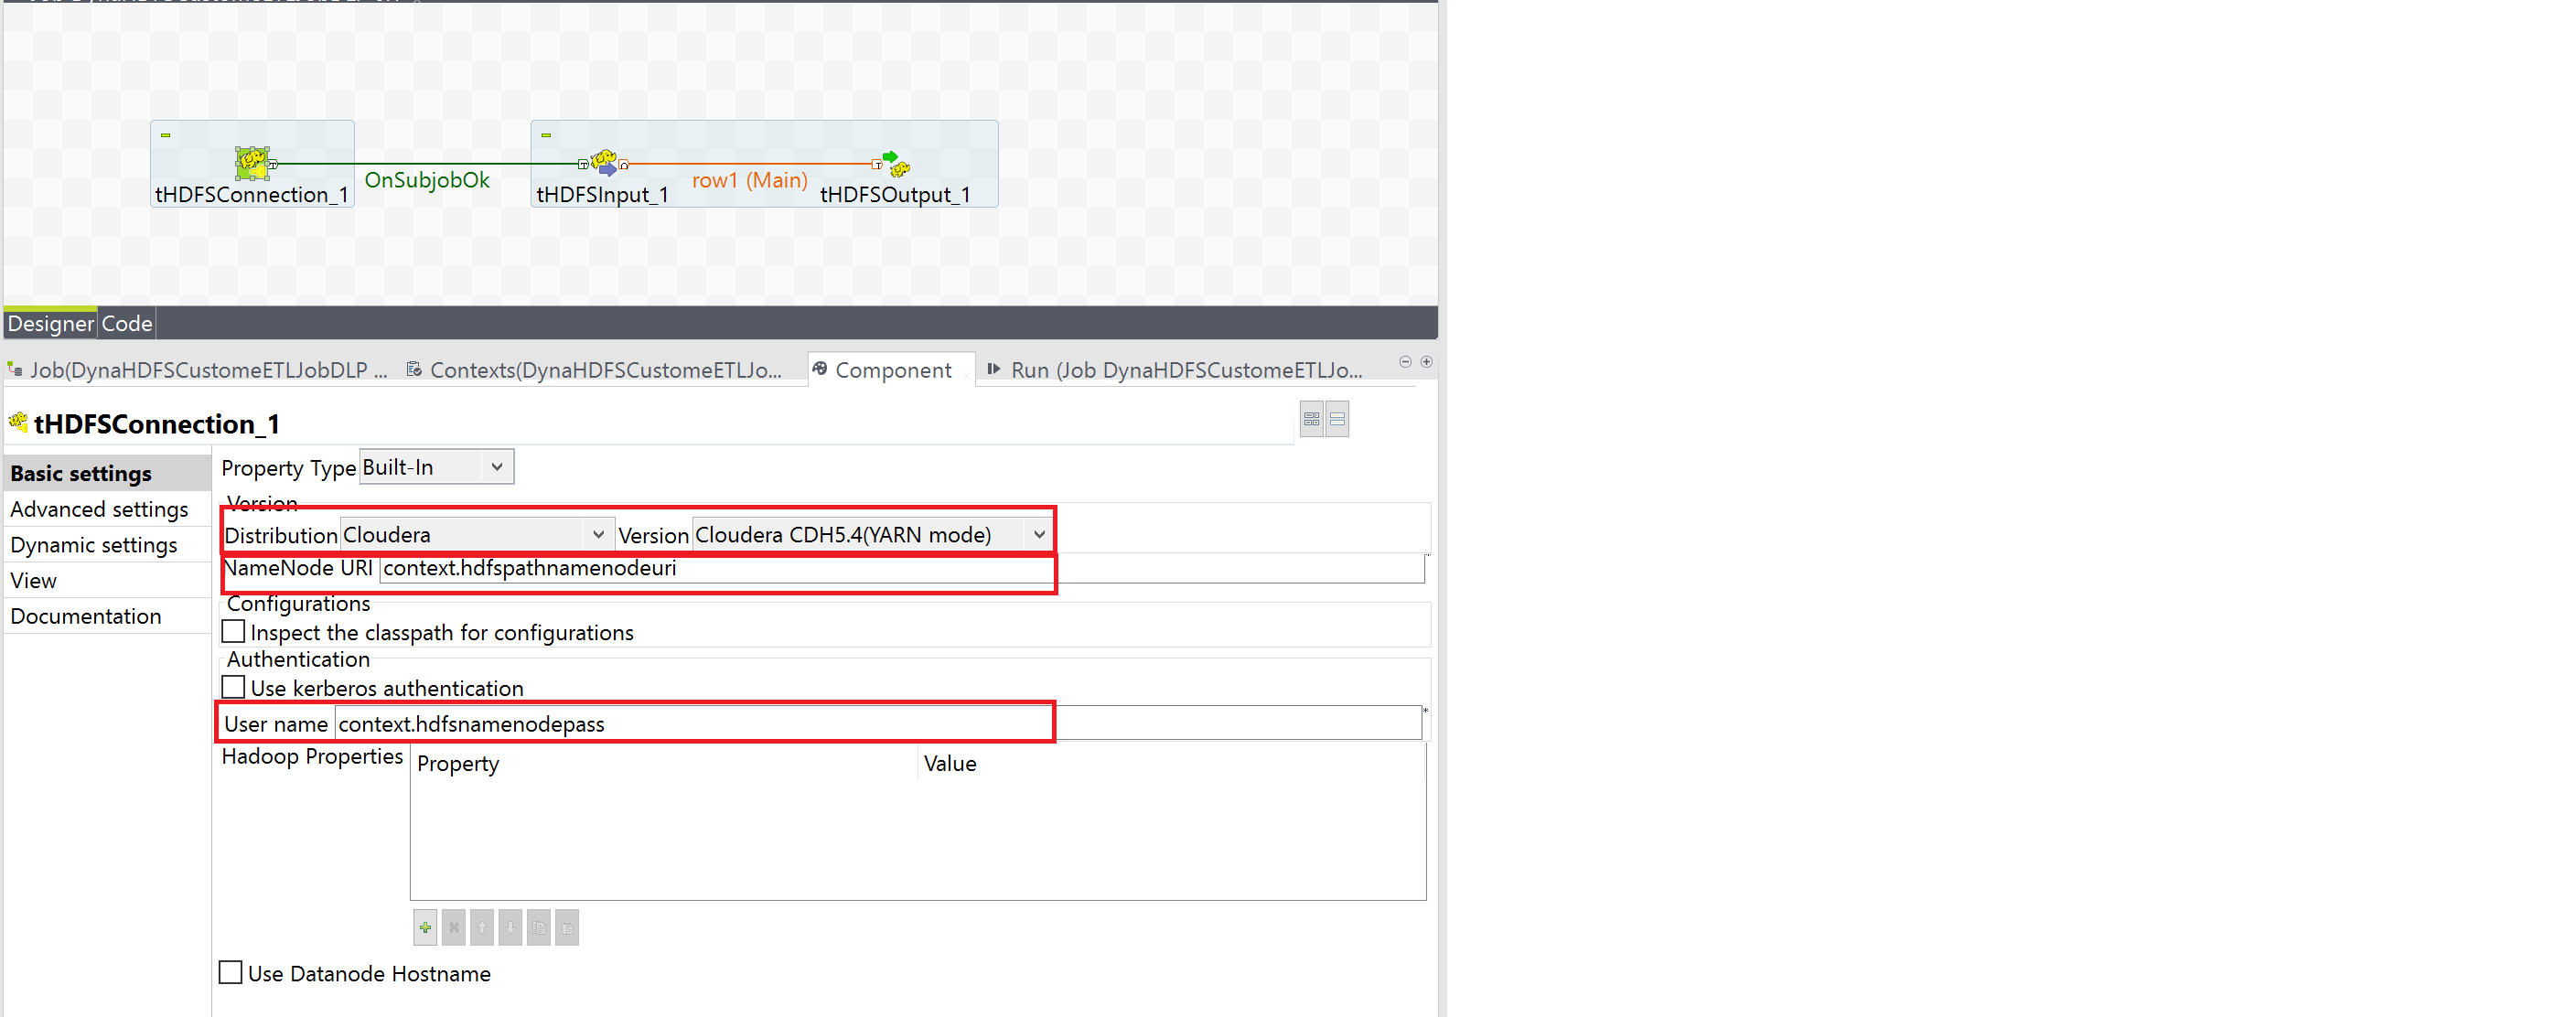 tHDFSConnection_1
OnSubjobOk
tHDFSInput_1
row1 (Main)
tHDFSOutput_1
Designer
Code
Job(DynaHDFSCustomeETLJobDLP ...
Contexts(DynaHDFSCustomeETLJo...
Component
Run (Job DynaHDFSCustomeETLJo...
tHDFSConnection_1
Basic settings
Advanced settings
Dynamic settings
View
Documentation
Property Type Built-In
Version
Distribution Cloudera Version Cloudera CDH5.4(YARN mode)
NameNode URI context.hdfspathnamenodeuri
Configurations
Inspect the classpath for configurations
Authentication
Use kerberos authentication
User name context.hdfsnamenodepass *
Hadoop Properties Property Value
Use Datanode Hostname